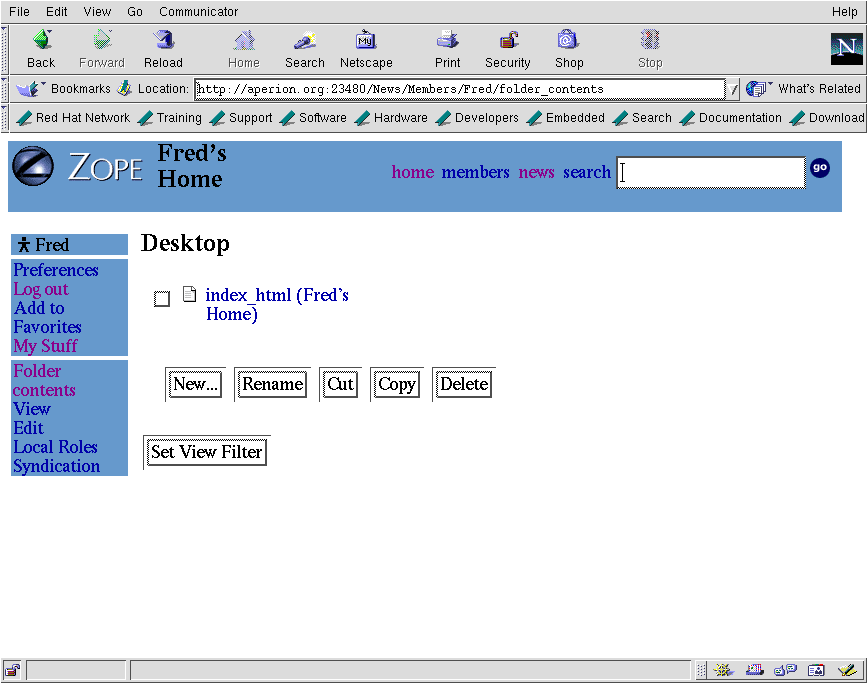 File Edit View Go Communicator Help
Back Forward Reload Home Search Netscape Print Security Shop Stop
My
N
Bookmarks Location: http://aperion.org:23480/News/Members/Fred/folder_contents What's Related
Red Hat Network Training Support Software Hardware Developers Embedded Search Documentation Download
ZOPE
Fred's
Home
home members news search go
Fred
Preferences
Log out
Add to
Favorites
My Stuff
Folder
contents
View
Edit
Local Roles
Syndication
Desktop
index_html (Fred's
Home)
New... Rename Cut Copy Delete
Set View Filter